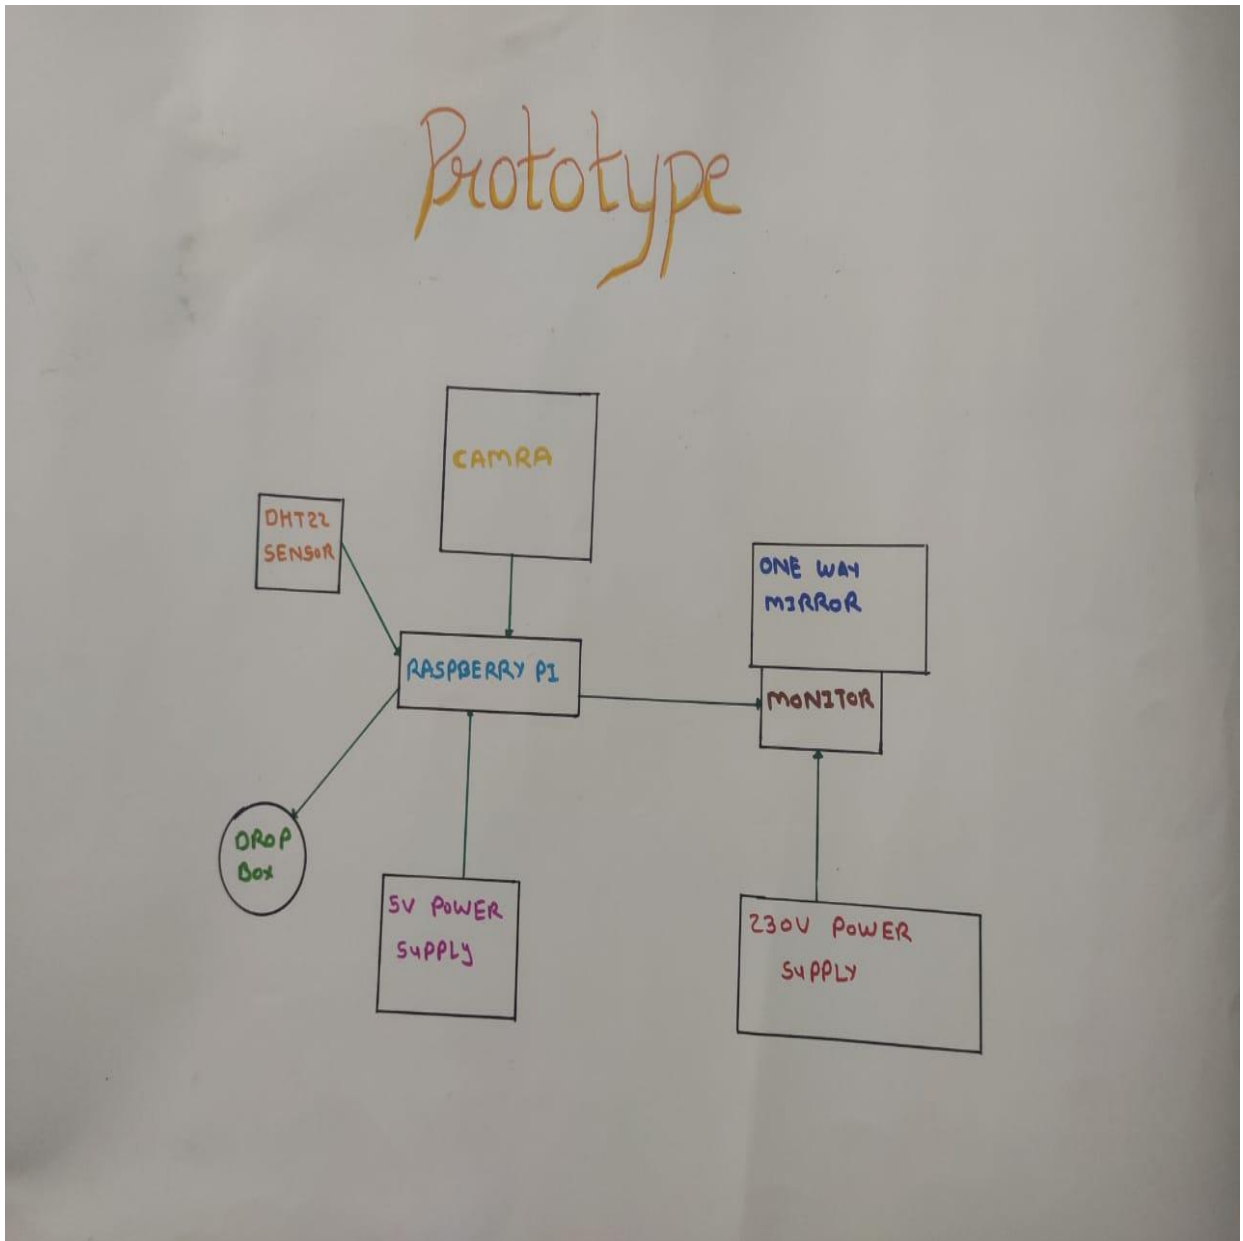 Prototype
CAMRA
DHT22
SENSOR
ONE WAY
MIRROR
RASPBERRY PI
MONITOR
DROP
BOX
5V POWER
SUPPLY
230V POWER
SUPPLY